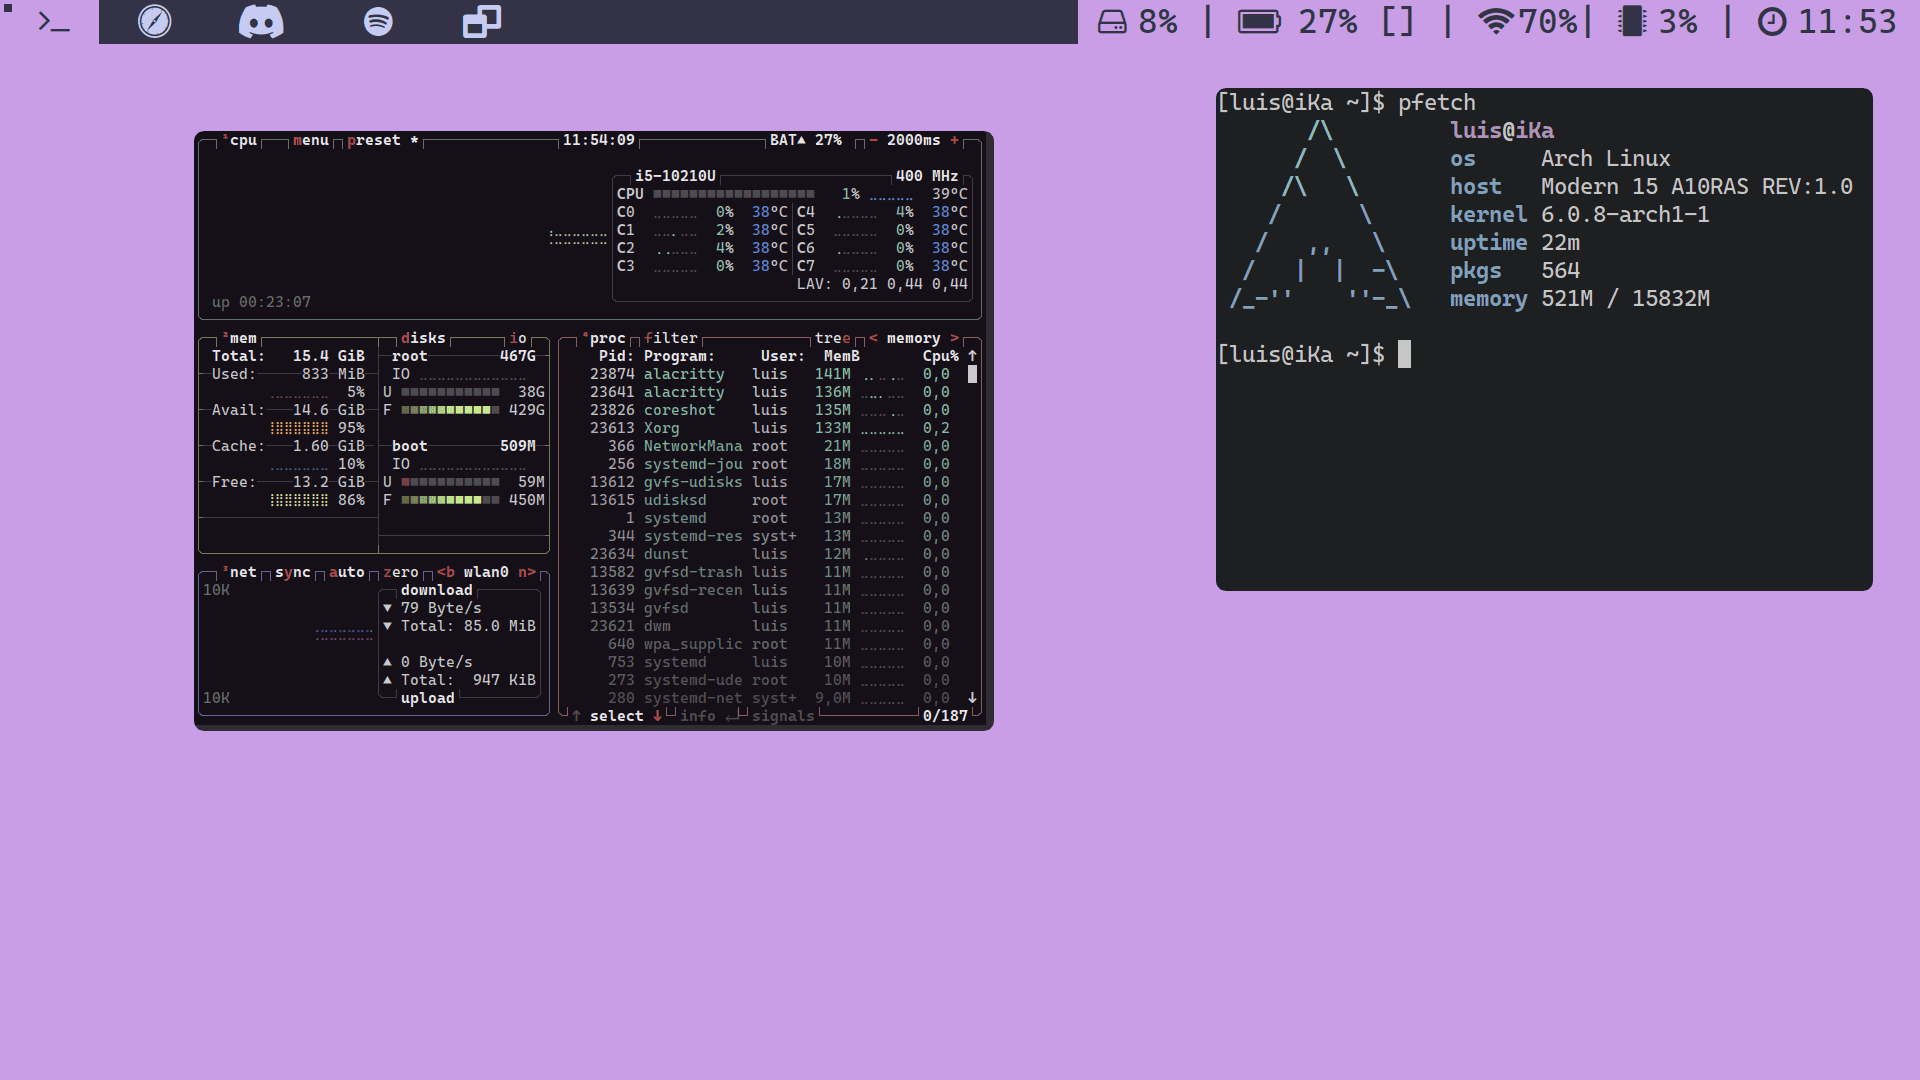 >_ 8% | 27% [] | 70%| 3% | 11:53
¹cpu menu preset * 11:54:09 BAT▲ 27% - 2000ms +
i5-10210U 400 MHz
CPU 1% 39°C
C0 0% 38°C C4 4% 38°C
C1 2% 38°C C5 0% 38°C
C2 4% 38°C C6 0% 38°C
C3 0% 38°C C7 0% 38°C
LAV: 0,21 0,44 0,44
up 00:23:07
²mem disks io
Total: 15.4 GiB
Used: 833 MiB
5%
Avail: 14.6 GiB
95%
Cache: 1.60 GiB
10%
Free: 13.2 GiB
86%
root 467G
IO
U 38G
F 429G
boot 509M
IO
U 59M
F 450M
³net sync auto zero <b wlan0 n>
10K
download
▼ 79 Byte/s
▼ Total: 85.0 MiB
▲ 0 Byte/s
▲ Total: 947 KiB
upload
10K
⁴proc filter tree < memory >
Pid: Program: User: MemB Cpu% ↑
23874 alacritty luis 141M 0,0
23641 alacritty luis 136M 0,0
23826 coreshot luis 135M 0,0
23613 Xorg luis 133M 0,2
366 NetworkMana root 21M 0,0
256 systemd-jou root 18M 0,0
13612 gvfs-udisks luis 17M 0,0
13615 udisksd root 17M 0,0
1 systemd root 13M 0,0
344 systemd-res syst+ 13M 0,0
23634 dunst luis 12M 0,0
13582 gvfsd-trash luis 11M 0,0
13639 gvfsd-recen luis 11M 0,0
13534 gvfsd luis 11M 0,0
23621 dwm luis 11M 0,0
640 wpa_supplic root 11M 0,0
753 systemd luis 10M 0,0
273 systemd-ude root 10M 0,0
280 systemd-net syst+ 9,0M 0,0 ↓
↑ select ↓ info ↵ signals 0/187
[luis@iKa ~]$ pfetch
luis@iKa
os Arch Linux
host Modern 15 A10RAS REV:1.0
kernel 6.0.8-arch1-1
uptime 22m
pkgs 564
memory 521M / 15832M
[luis@iKa ~]$